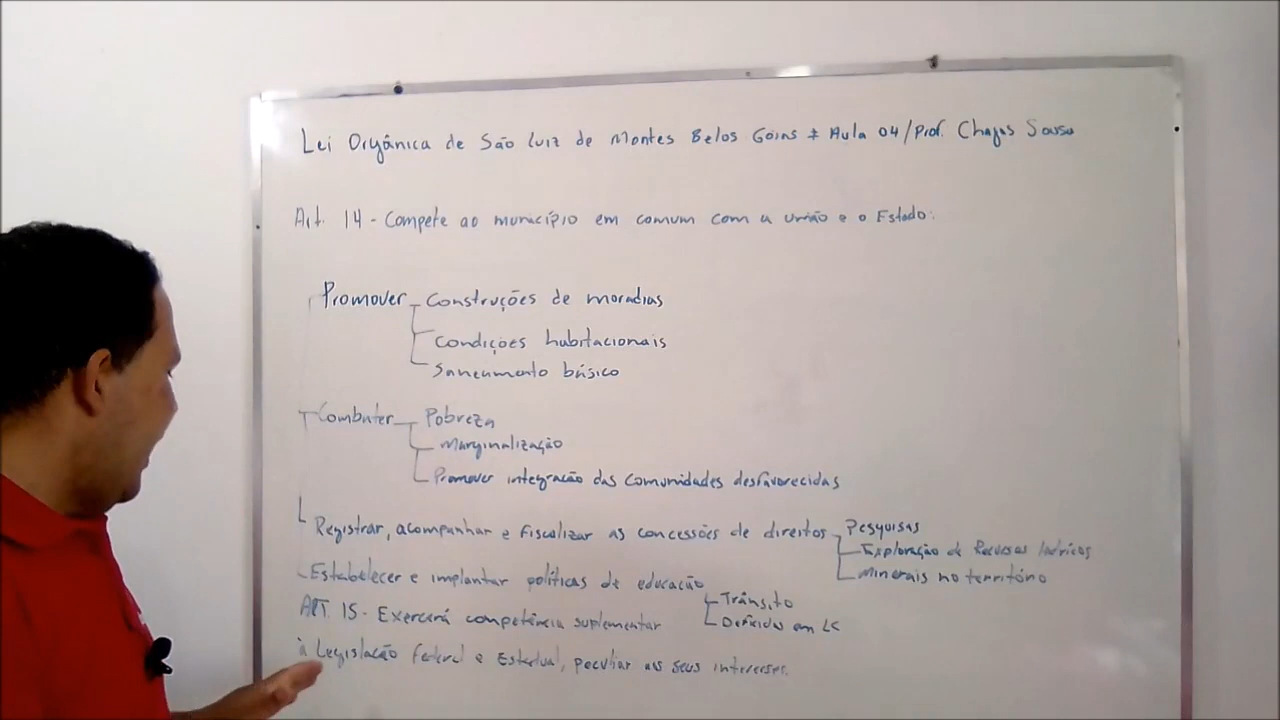 Lei Orgânica de São Luiz de Montes Belos Goiás * Aula 04/Prof. Chagas Sousa
Art. 14 - Compete ao município em comum com a união e o Estado:
Promover Construções de moradias
Condições habitacionais
Saneamento básico
Combater Pobreza
Marginalização
Promover integração das Comunidades desfavorecidas
Registrar, acompanhar e fiscalizar as concessões de direitos Pesquisas
Exploração de Recursos hídricos
Minerais no território
Estabelecer e implantar políticas de educação
Trânsito
ART. 15 - Exercerá competência suplementar
Definidas em LC
à Legislação federal e Estadual, peculiar aos seus interesses.